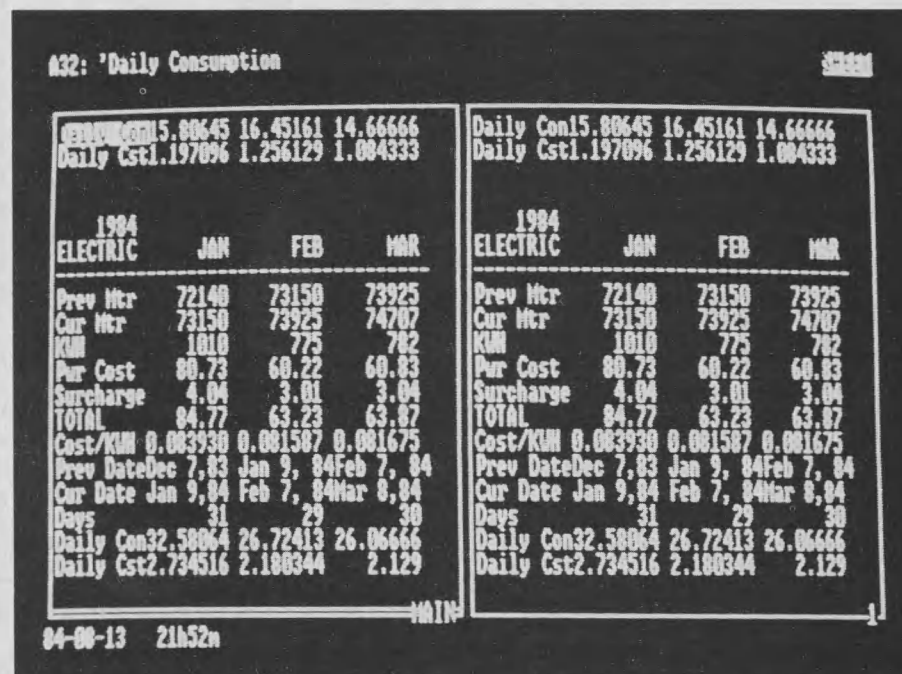 A32: 'Daily Consumption
15.80645 16.45161 14.66666
Daily Cst1.197096 1.256129 1.084333
1984
ELECTRIC JAN FEB MAR
Prev Mtr 72140 73150 73925
Cur Mtr 73150 73925 74707
KWH 1010 775 782
Pwr Cost 80.73 60.22 60.83
Surcharge 4.04 3.01 3.04
TOTAL 84.77 63.23 63.87
Cost/KWH 0.083930 0.081587 0.081675
Prev DateDec 7,83 Jan 9, 84Feb 7, 84
Cur Date Jan 9,84 Feb 7, 84Mar 8,84
Days 31 29 30
Daily Con32.58064 26.72413 26.06666
Daily Cst2.734516 2.180344 2.129
MAIN
Daily Con15.80645 16.45161 14.66666
Daily Cst1.197096 1.256129 1.084333
1984
ELECTRIC JAN FEB MAR
Prev Mtr 72140 73150 73925
Cur Mtr 73150 73925 74707
KWH 1010 775 782
Pwr Cost 80.73 60.22 60.83
Surcharge 4.04 3.01 3.04
TOTAL 84.77 63.23 63.87
Cost/KWH 0.083930 0.081587 0.081675
Prev DateDec 7,83 Jan 9, 84Feb 7, 84
Cur Date Jan 9,84 Feb 7, 84Mar 8,84
Days 31 29 30
Daily Con32.58064 26.72413 26.06666
Daily Cst2.734516 2.180344 2.129
1
84-08-13 21h52m